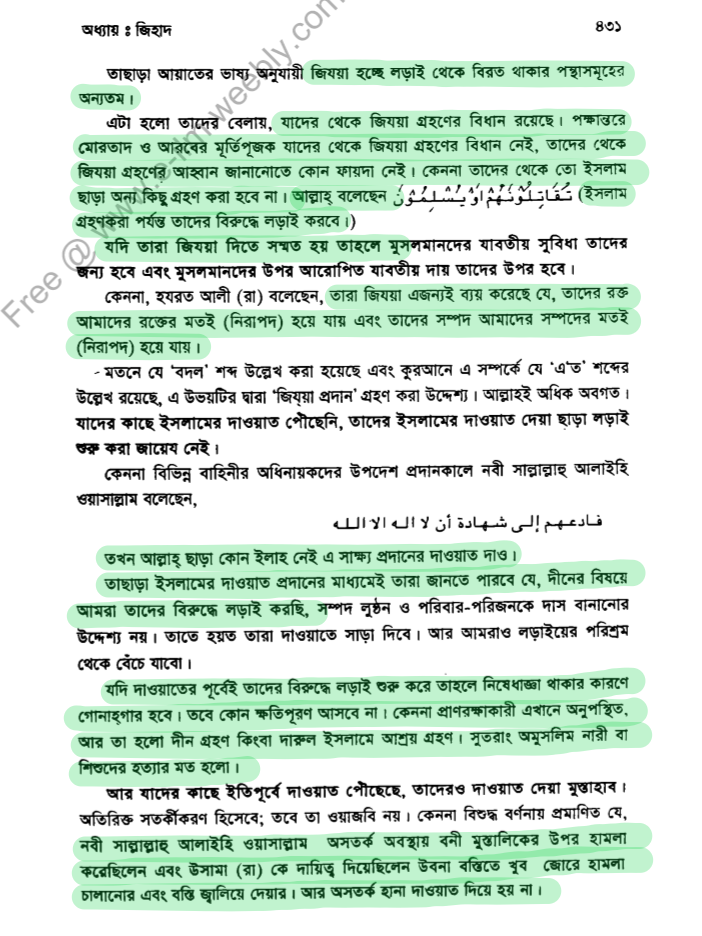 অধ্যায় ঃ জিহাদ ৪৩১
তাছাড়া আয়াতের ভাষ্য অনুযায়ী জিযয়া হচ্ছে লড়াই থেকে বিরত থাকার পন্থাসমূহের
অন্যতম।
এটা হলো তাদের বেলায়, যাদের থেকে জিযয়া গ্রহণের বিধান রয়েছে। পক্ষান্তরে
মোরতাদ ও আরবের মূর্তিপূজক যাদের থেকে জিযয়া গ্রহণের বিধান নেই, তাদের থেকে
জিযয়া গ্রহণের আহ্বান জানানোতে কোন ফায়দা নেই। কেননা তাদের থেকে তো ইসলাম
ছাড়া অন্য কিছু গ্রহণ করা হবে না। আল্লাহ্ বলেছেন تُقَاتِلُوْنَهُمْ اَوْ يُسْلِمُوْنَ (ইসলাম
গ্রহণকরা পর্যন্ত তাদের বিরুদ্ধে লড়াই করবে।)
যদি তারা জিযয়া দিতে সম্মত হয় তাহলে মুসলমানদের যাবতীয় সুবিধা তাদের
জন্য হবে এবং মুসলমানদের উপর আরোপিত যাবতীয় দায় তাদের উপর হবে।
কেননা, হযরত আলী (রা) বলেছেন, তারা জিযয়া এজন্যই ব্যয় করেছে যে, তাদের রক্ত
আমাদের রক্তের মতই (নিরাপদ) হয়ে যায় এবং তাদের সম্পদ আমাদের সম্পদের মতই
(নিরাপদ) হয়ে যায়।
মতনে যে ‘বদল’ শব্দ উল্লেখ করা হয়েছে এবং কুরআনে এ সম্পর্কে যে ‘এ'ত’ শব্দের
উল্লেখ রয়েছে, এ উভয়টির দ্বারা ‘জিয্য়া প্রদান’ গ্রহণ করা উদ্দেশ্য। আল্লাহই অধিক অবগত।
যাদের কাছে ইসলামের দাওয়াত পৌঁছেনি, তাদের ইসলামের দাওয়াত দেয়া ছাড়া লড়াই
শুরু করা জায়েয নেই।
কেননা বিভিন্ন বাহিনীর অধিনায়কদের উপদেশ প্রদানকালে নবী সাল্লাল্লাহু আলাইহি
ওয়াসাল্লাম বলেছেন,
فادعهم إلى شهادة أن لا اله الا الله
তখন আল্লাহ্ ছাড়া কোন ইলাহ নেই এ সাক্ষ্য প্রদানের দাওয়াত দাও।
তাছাড়া ইসলামের দাওয়াত প্রদানের মাধ্যমেই তারা জানতে পারবে যে, দীনের বিষয়ে
আমরা তাদের বিরুদ্ধে লড়াই করছি, সম্পদ লুণ্ঠন ও পরিবার-পরিজনকে দাস বানানোর
উদ্দেশ্য নয়। তাতে হয়ত তারা দাওয়াতে সাড়া দিবে। আর আমরাও লড়াইয়ের পরিশ্রম
থেকে বেঁচে যাবো।
যদি দাওয়াতের পূর্বেই তাদের বিরুদ্ধে লড়াই শুরু করে তাহলে নিষেধাজ্ঞা থাকার কারণে
গোনাহ্গার হবে। তবে কোন ক্ষতিপূরণ আসবে না। কেননা প্রাণরক্ষাকারী এখানে অনুপস্থিত,
আর তা হলো দীন গ্রহণ কিংবা দারুল ইসলামে আশ্রয় গ্রহণ। সুতরাং অমুসলিম নারী বা
শিশুদের হত্যার মত হলো।
আর যাদের কাছে ইতিপূর্বে দাওয়াত পৌঁছেছে, তাদেরও দাওয়াত দেয়া মুস্তাহাব।
অতিরিক্ত সতর্কীকরণ হিসেবে; তবে তা ওয়াজবি নয়। কেননা বিশুদ্ধ বর্ণনায় প্রমাণিত যে,
নবী সাল্লাল্লাহু আলাইহি ওয়াসাল্লাম অসতর্ক অবস্থায় বনী মুস্তালিকের উপর হামলা
করেছিলেন এবং উসামা (রা) কে দায়িত্ব দিয়েছিলেন উবনা বস্তিতে খুব জোরে হামলা
চালানোর এবং বস্তি জ্বালিয়ে দেয়ার। আর অসতর্ক হানা দাওয়াত দিয়ে হয় না।
Free @ www.e-ilm.weebly.com